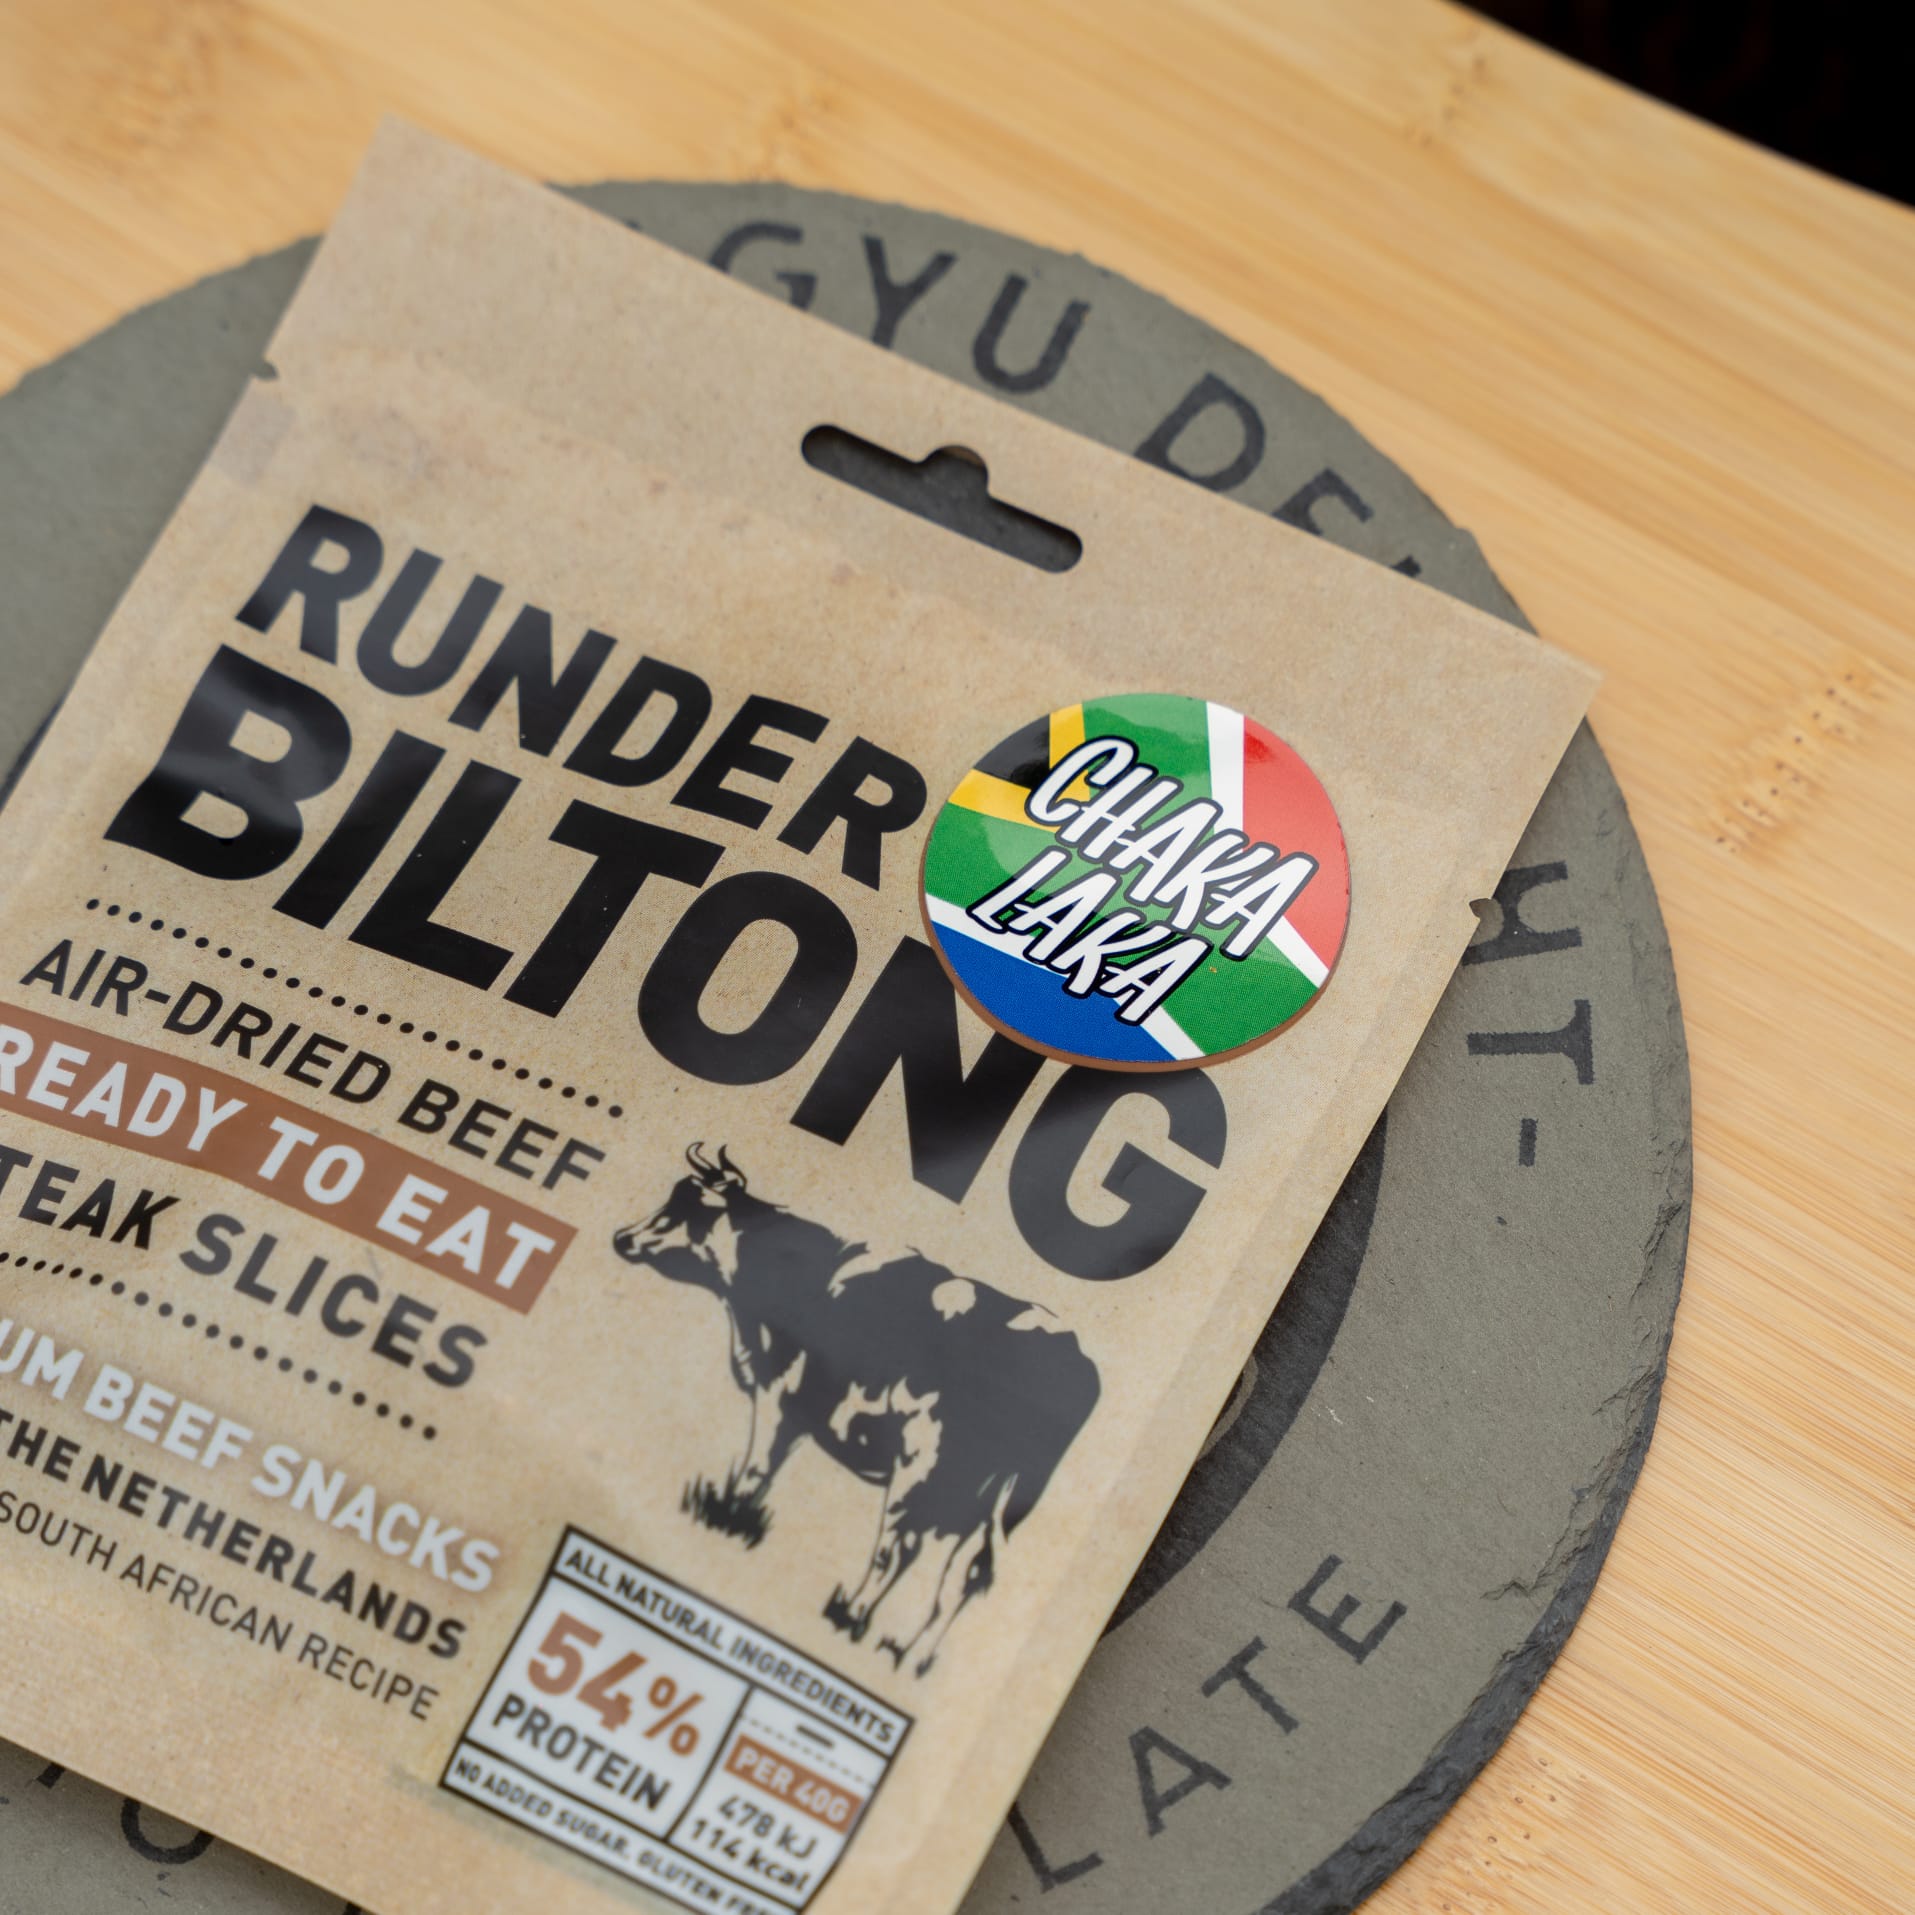 GYU DE
HT-
LATE
RUNDER
BILTONG
CHAKA
LAKA
AIR-DRIED BEEF
READY TO EAT
TEAK SLICES
UM BEEF SNACKS
THE NETHERLANDS
SOUTH AFRICAN RECIPE
ALL NATURAL INGREDIENTS
54%
PROTEIN
PER 40G
478 kJ
114 kcal
NO ADDED SUGAR. GLUTEN FREE